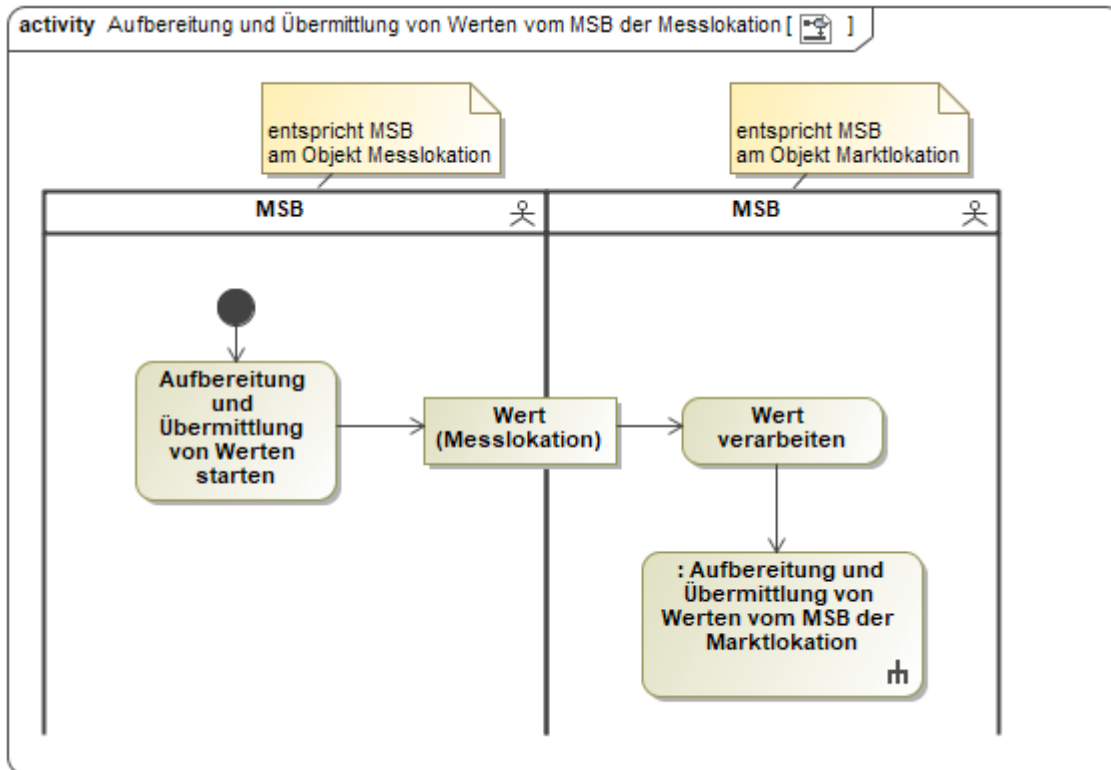 activity Aufbereitung und Übermittlung von Werten vom MSB der Messlokation [ ]
entspricht MSB
am Objekt Messlokation
entspricht MSB
am Objekt Marktlokation
MSB
MSB
Aufbereitung
und
Übermittlung
von Werten
starten
Wert
(Messlokation)
Wert
verarbeiten
: Aufbereitung und
Übermittlung von
Werten vom MSB der
Marktlokation